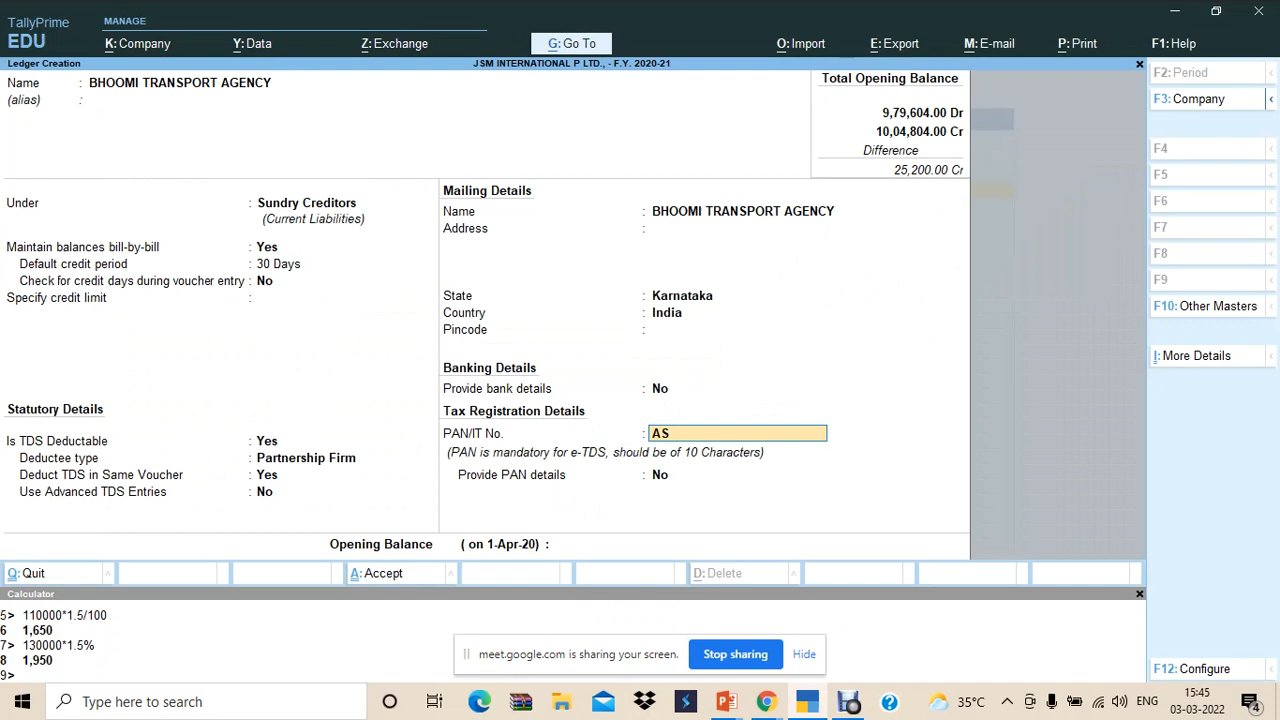 TallyPrime
EDU
MANAGE
K: Company
Y: Data
Z: Exchange
G: Go To
O: Import
E: Export
M: E-mail
P: Print
F1: Help
Ledger Creation
JSM INTERNATIONAL P LTD., - F.Y. 2020-21
Name : BHOOMI TRANSPORT AGENCY
(alias) :
Total Opening Balance
9,79,604.00 Dr
10,04,804.00 Cr
Difference
25,200.00 Cr
Under : Sundry Creditors
(Current Liabilities)
Maintain balances bill-by-bill : Yes
Default credit period : 30 Days
Check for credit days during voucher entry : No
Specify credit limit :
Statutory Details
Is TDS Deductable : Yes
Deductee type : Partnership Firm
Deduct TDS in Same Voucher : Yes
Use Advanced TDS Entries : No
Mailing Details
Name : BHOOMI TRANSPORT AGENCY
Address :
State : Karnataka
Country : India
Pincode :
Banking Details
Provide bank details : No
Tax Registration Details
PAN/IT No. : AS
(PAN is mandatory for e-TDS, should be of 10 Characters)
Provide PAN details : No
Opening Balance ( on 1-Apr-20) :
F2: Period
F3: Company
F4
F5
F6
F7
F8
F9
F10: Other Masters
I: More Details
F12: Configure
Q: Quit
A: Accept
D: Delete
Calculator
5> 110000*1.5/100
6 1,650
7> 130000*1.5%
8 1,950
9>
meet.google.com is sharing your screen.
Stop sharing
Hide
Type here to search
35°C
ENG
15:45
03-03-2022
4